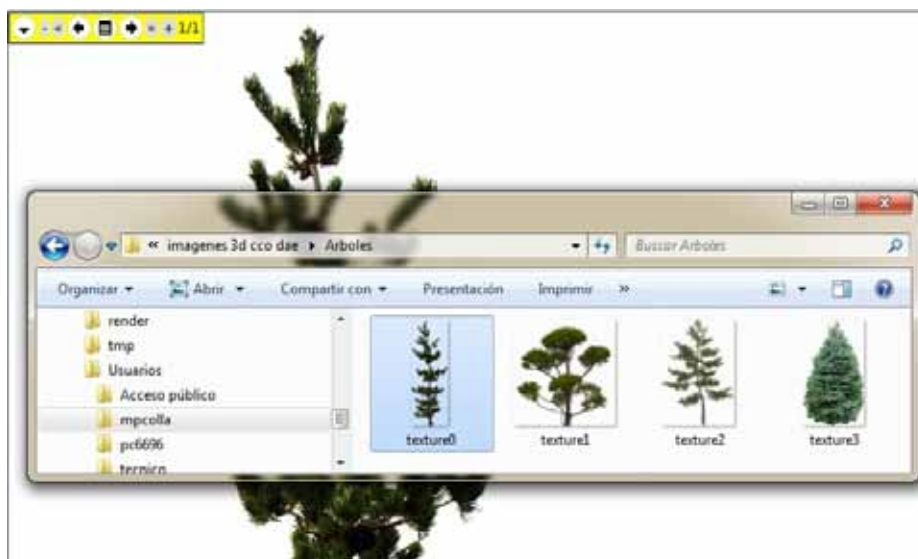 1/1
« imagenes 3d cco dae ▸ Arboles
Buscar Arboles
Organizar Abrir Compartir con Presentación Imprimir »
render
tmp
Usuarios
Acceso público
mpcolla
pc6696
tecnico
texture0 texture1 texture2 texture3